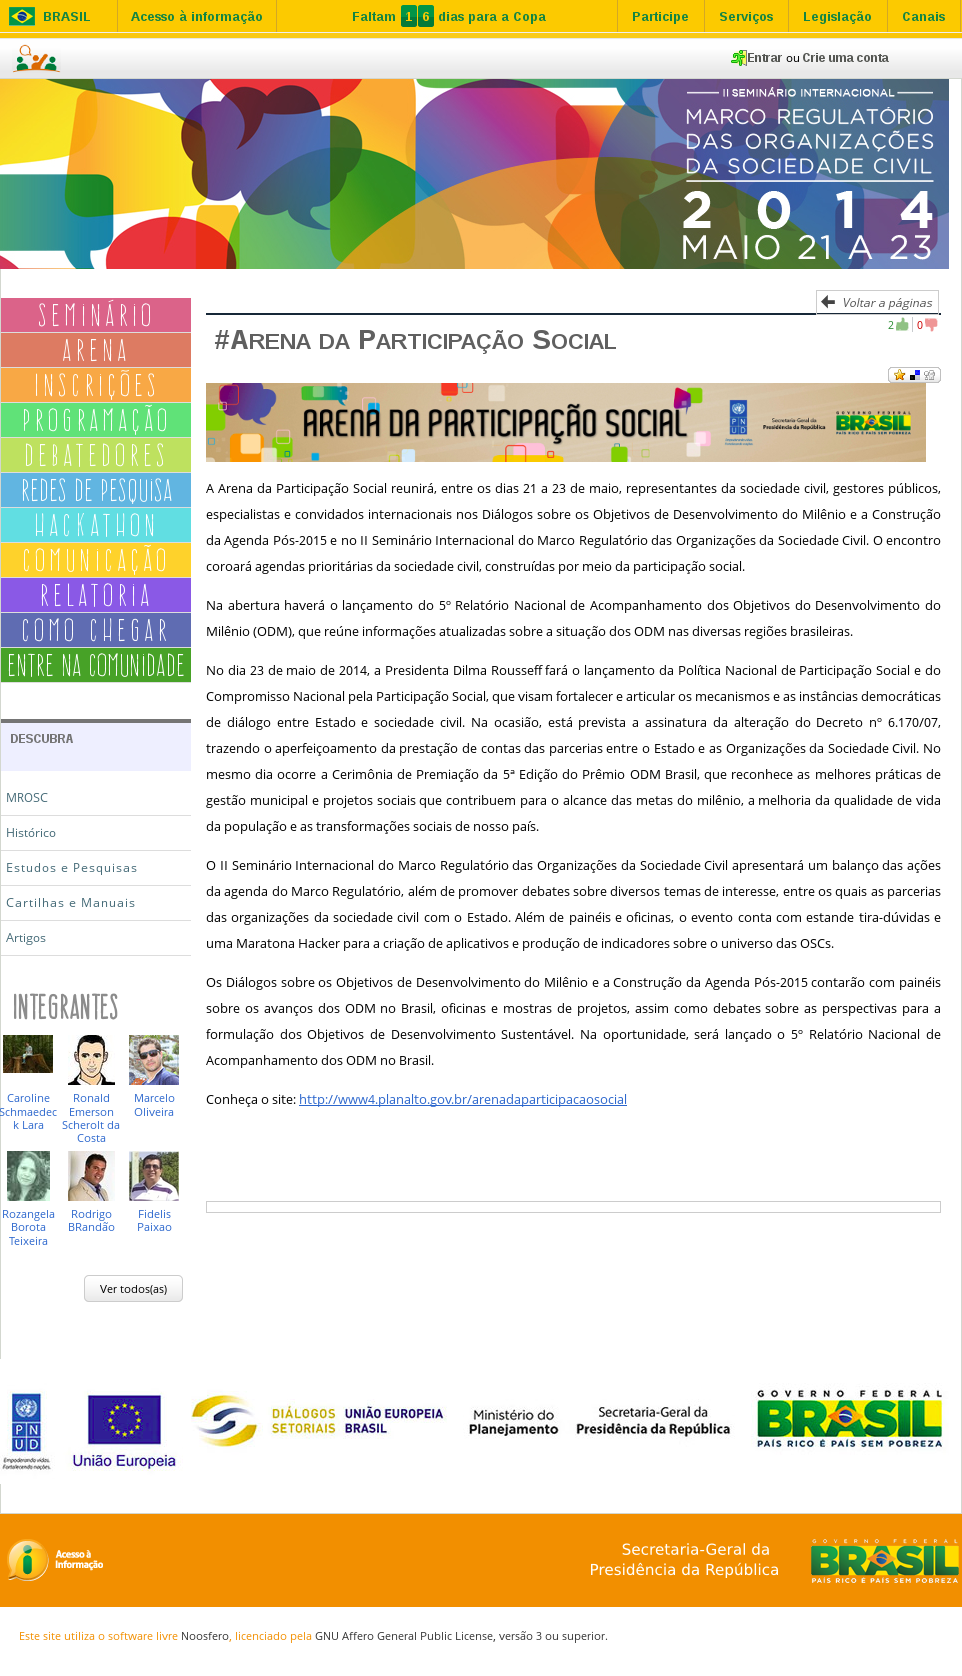 BRASIL
Acesso à informação
Faltam 16 dias para a Copa
Participe
Serviços
Legislação
Canais
Entrar ou Crie uma conta
II SEMINÁRIO INTERNACIONAL
MARCO REGULATÓRIO
DAS ORGANIZAÇÕES
DA SOCIEDADE CIVIL
2014
MAIO 21 A 23
SEMINÁRIO
ARENA
INSCRIÇÕES
PROGRAMAÇÃO
DEBATEDORES
REDES DE PESQUISA
HACKATHON
COMUNICAÇÃO
RELATORIA
COMO CHEGAR
ENTRE NA COMUNIDADE
DESCUBRA
MROSC
Histórico
Estudos e Pesquisas
Cartilhas e Manuais
Artigos
INTEGRANTES
Caroline
Schmaedec
k Lara
Ronald
Emerson
Scherolt da
Costa
Marcelo
Oliveira
Rozangela
Borota
Teixeira
Rodrigo
BRandão
Fidelis
Paixao
Ver todos(as)
Voltar a páginas
2 0
#Arena da Participação Social
ARENA DA PARTICIPAÇÃO SOCIAL
PNUD
Secretaria-Geral da
Presidência da República
GOVERNO FEDERAL
BRASIL
PAÍS RICO É PAÍS SEM POBREZA
A Arena da Participação Social reunirá, entre os dias 21 a 23 de maio, representantes da sociedade civil, gestores públicos,
especialistas e convidados internacionais nos Diálogos sobre os Objetivos de Desenvolvimento do Milênio e a Construção
da Agenda Pós-2015 e no II Seminário Internacional do Marco Regulatório das Organizações da Sociedade Civil. O encontro
coroará agendas prioritárias da sociedade civil, construídas por meio da participação social.
Na abertura haverá o lançamento do 5º Relatório Nacional de Acompanhamento dos Objetivos do Desenvolvimento do
Milênio (ODM), que reúne informações atualizadas sobre a situação dos ODM nas diversas regiões brasileiras.
No dia 23 de maio de 2014, a Presidenta Dilma Rousseff fará o lançamento da Política Nacional de Participação Social e do
Compromisso Nacional pela Participação Social, que visam fortalecer e articular os mecanismos e as instâncias democráticas
de diálogo entre Estado e sociedade civil. Na ocasião, está prevista a assinatura da alteração do Decreto nº 6.170/07,
trazendo o aperfeiçoamento da prestação de contas das parcerias entre o Estado e as Organizações da Sociedade Civil. No
mesmo dia ocorre a Cerimônia de Premiação da 5ª Edição do Prêmio ODM Brasil, que reconhece as melhores práticas de
gestão municipal e projetos sociais que contribuem para o alcance das metas do milênio, a melhoria da qualidade de vida
da população e as transformações sociais de nosso país.
O II Seminário Internacional do Marco Regulatório das Organizações da Sociedade Civil apresentará um balanço das ações
da agenda do Marco Regulatório, além de promover debates sobre diversos temas de interesse, entre os quais as parcerias
das organizações da sociedade civil com o Estado. Além de painéis e oficinas, o evento conta com estande tira-dúvidas e
uma Maratona Hacker para a criação de aplicativos e produção de indicadores sobre o universo das OSCs.
Os Diálogos sobre os Objetivos de Desenvolvimento do Milênio e a Construção da Agenda Pós-2015 contarão com painéis
sobre os avanços dos ODM no Brasil, oficinas e mostras de projetos, assim como debates sobre as perspectivas para a
formulação dos Objetivos de Desenvolvimento Sustentável. Na oportunidade, será lançado o 5º Relatório Nacional de
Acompanhamento dos ODM no Brasil.
Conheça o site: http://www4.planalto.gov.br/arenadaparticipacaosocial
PNUD
Empoderando vidas.
Fortalecendo nações.
União Europeia
DIÁLOGOS
SETORIAIS
UNIÃO EUROPEIA
BRASIL
Ministério do
Planejamento
Secretaria-Geral da
Presidência da República
GOVERNO FEDERAL
BRASIL
PAÍS RICO É PAÍS SEM POBREZA
Acesso à
Informação
Secretaria-Geral da
Presidência da República
GOVERNO FEDERAL
BRASIL
PAÍS RICO É PAÍS SEM POBREZA
Este site utiliza o software livre Noosfero, licenciado pela GNU Affero General Public License, versão 3 ou superior.